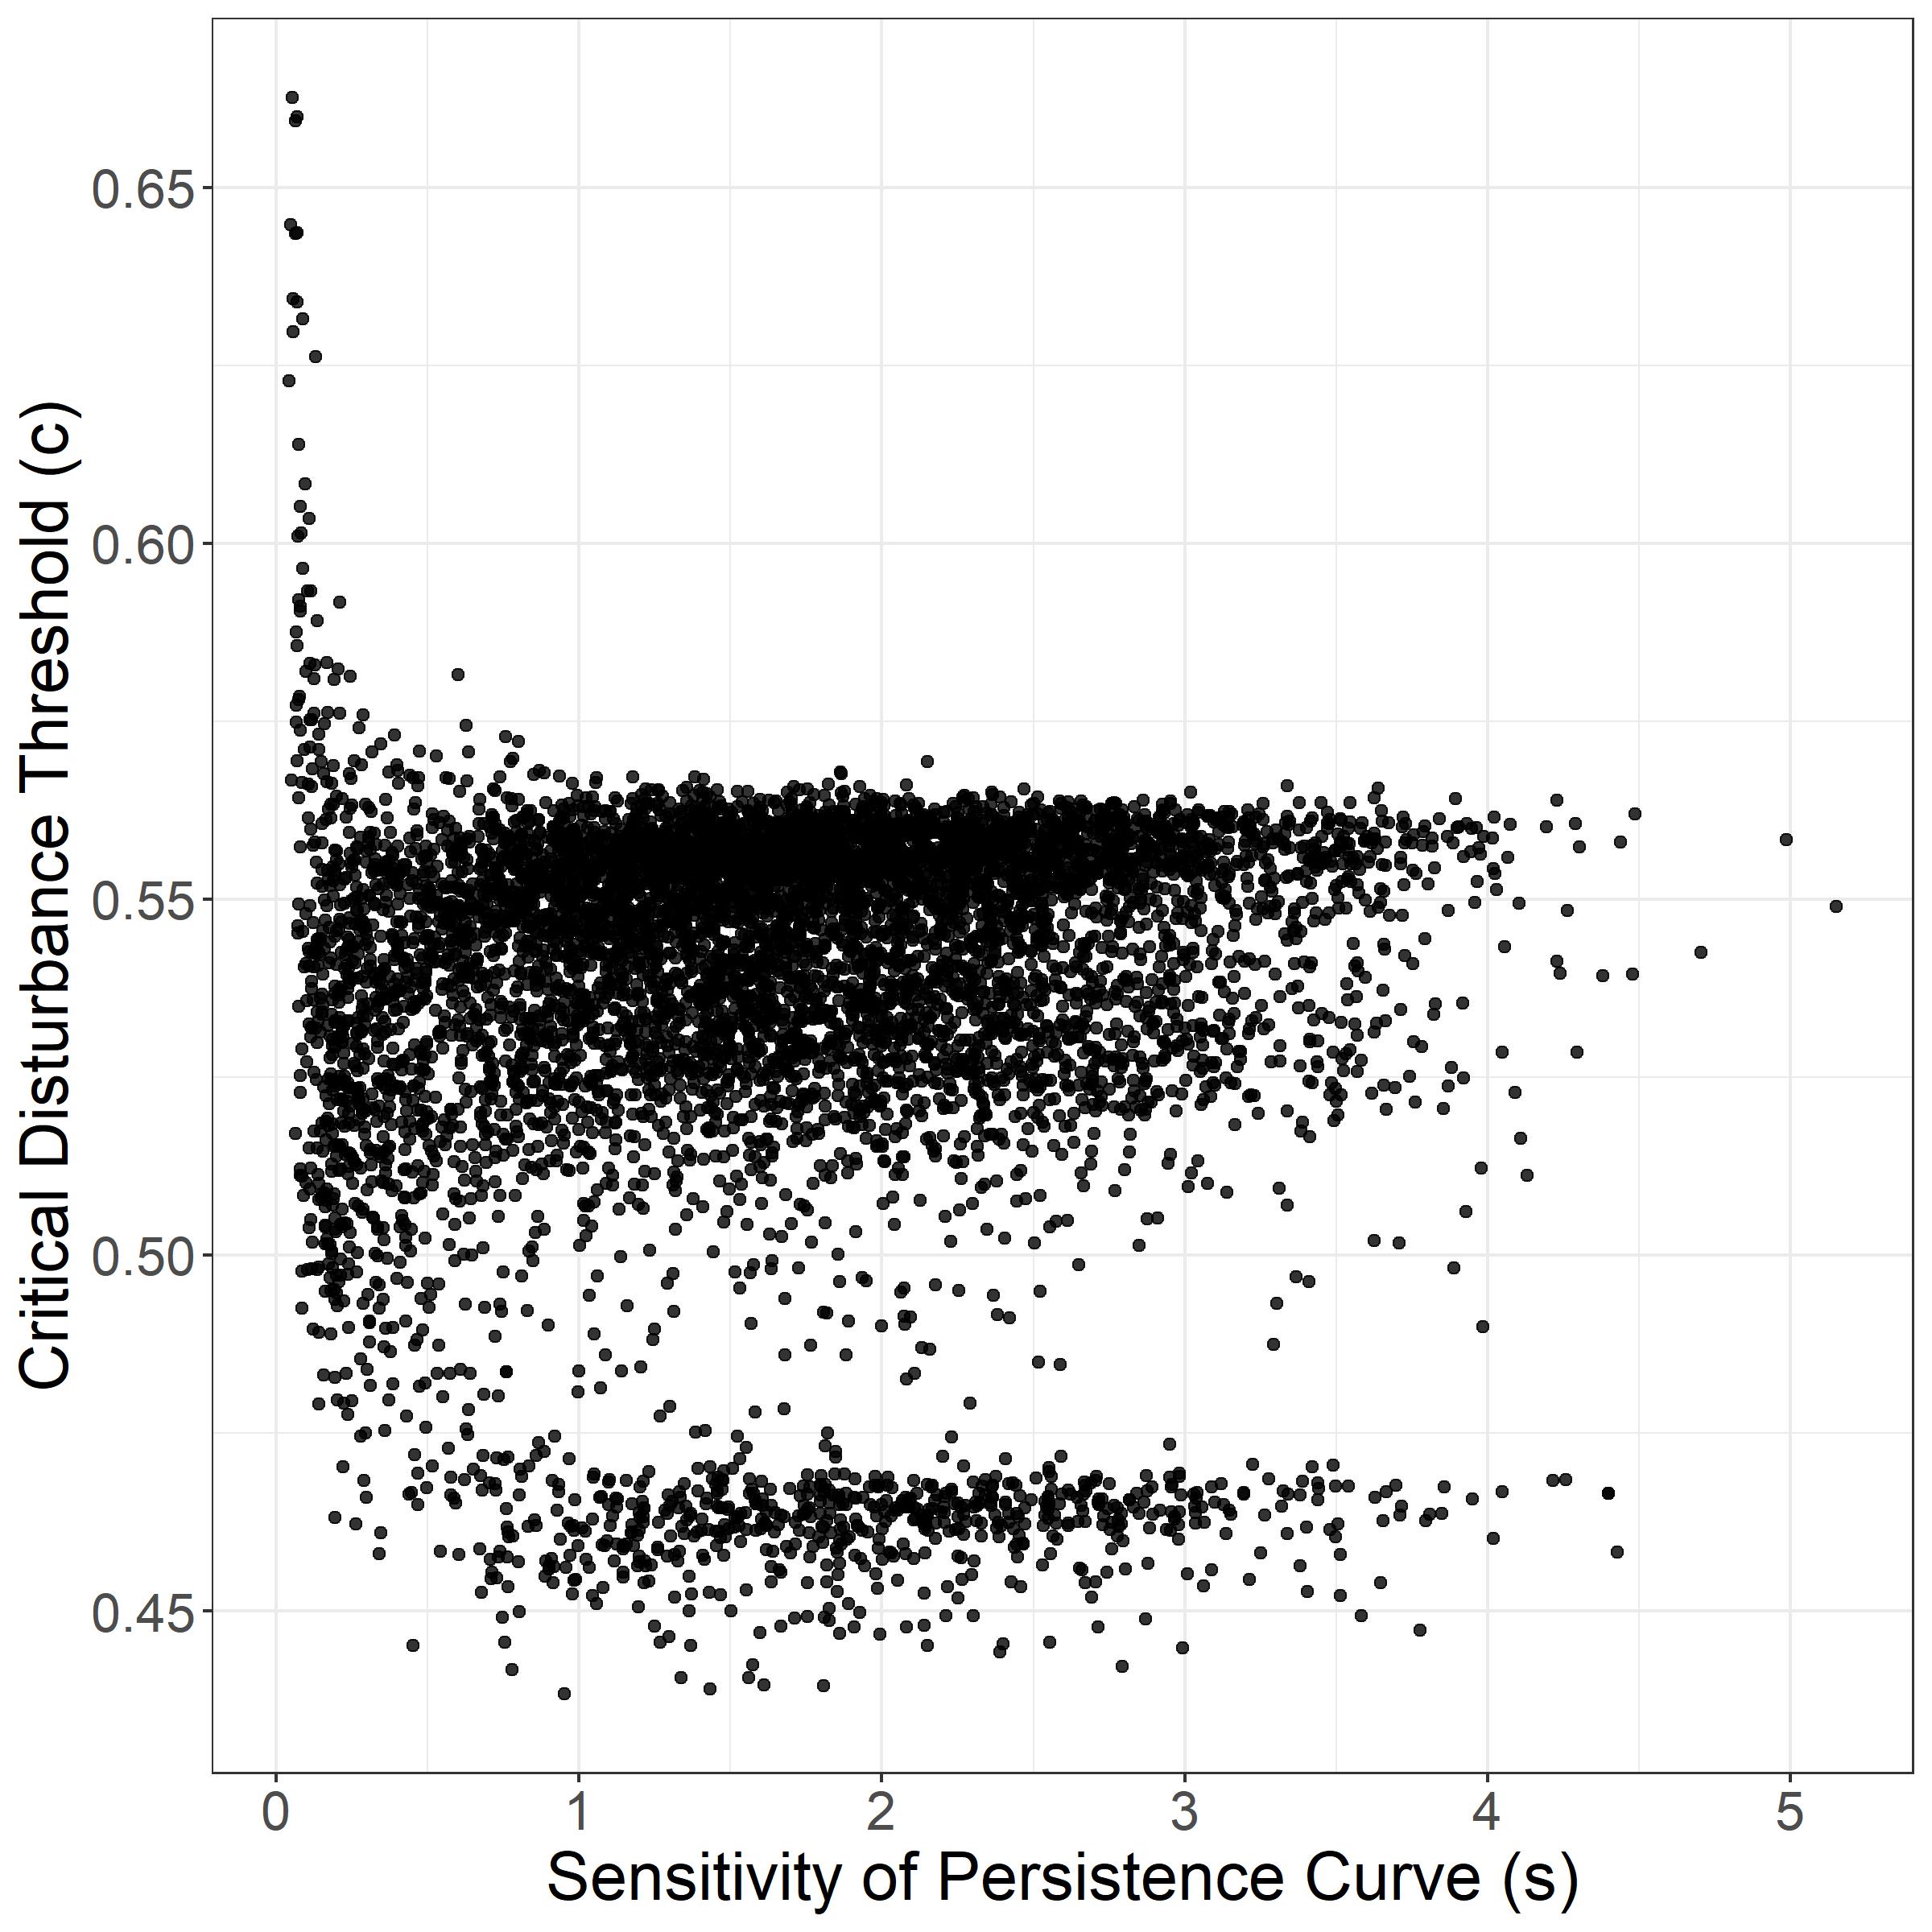 Critical Disturbance Threshold (c)
0.65
0.60
0.55
0.50
0.45
0 1 2 3 4 5
Sensitivity of Persistence Curve (s)